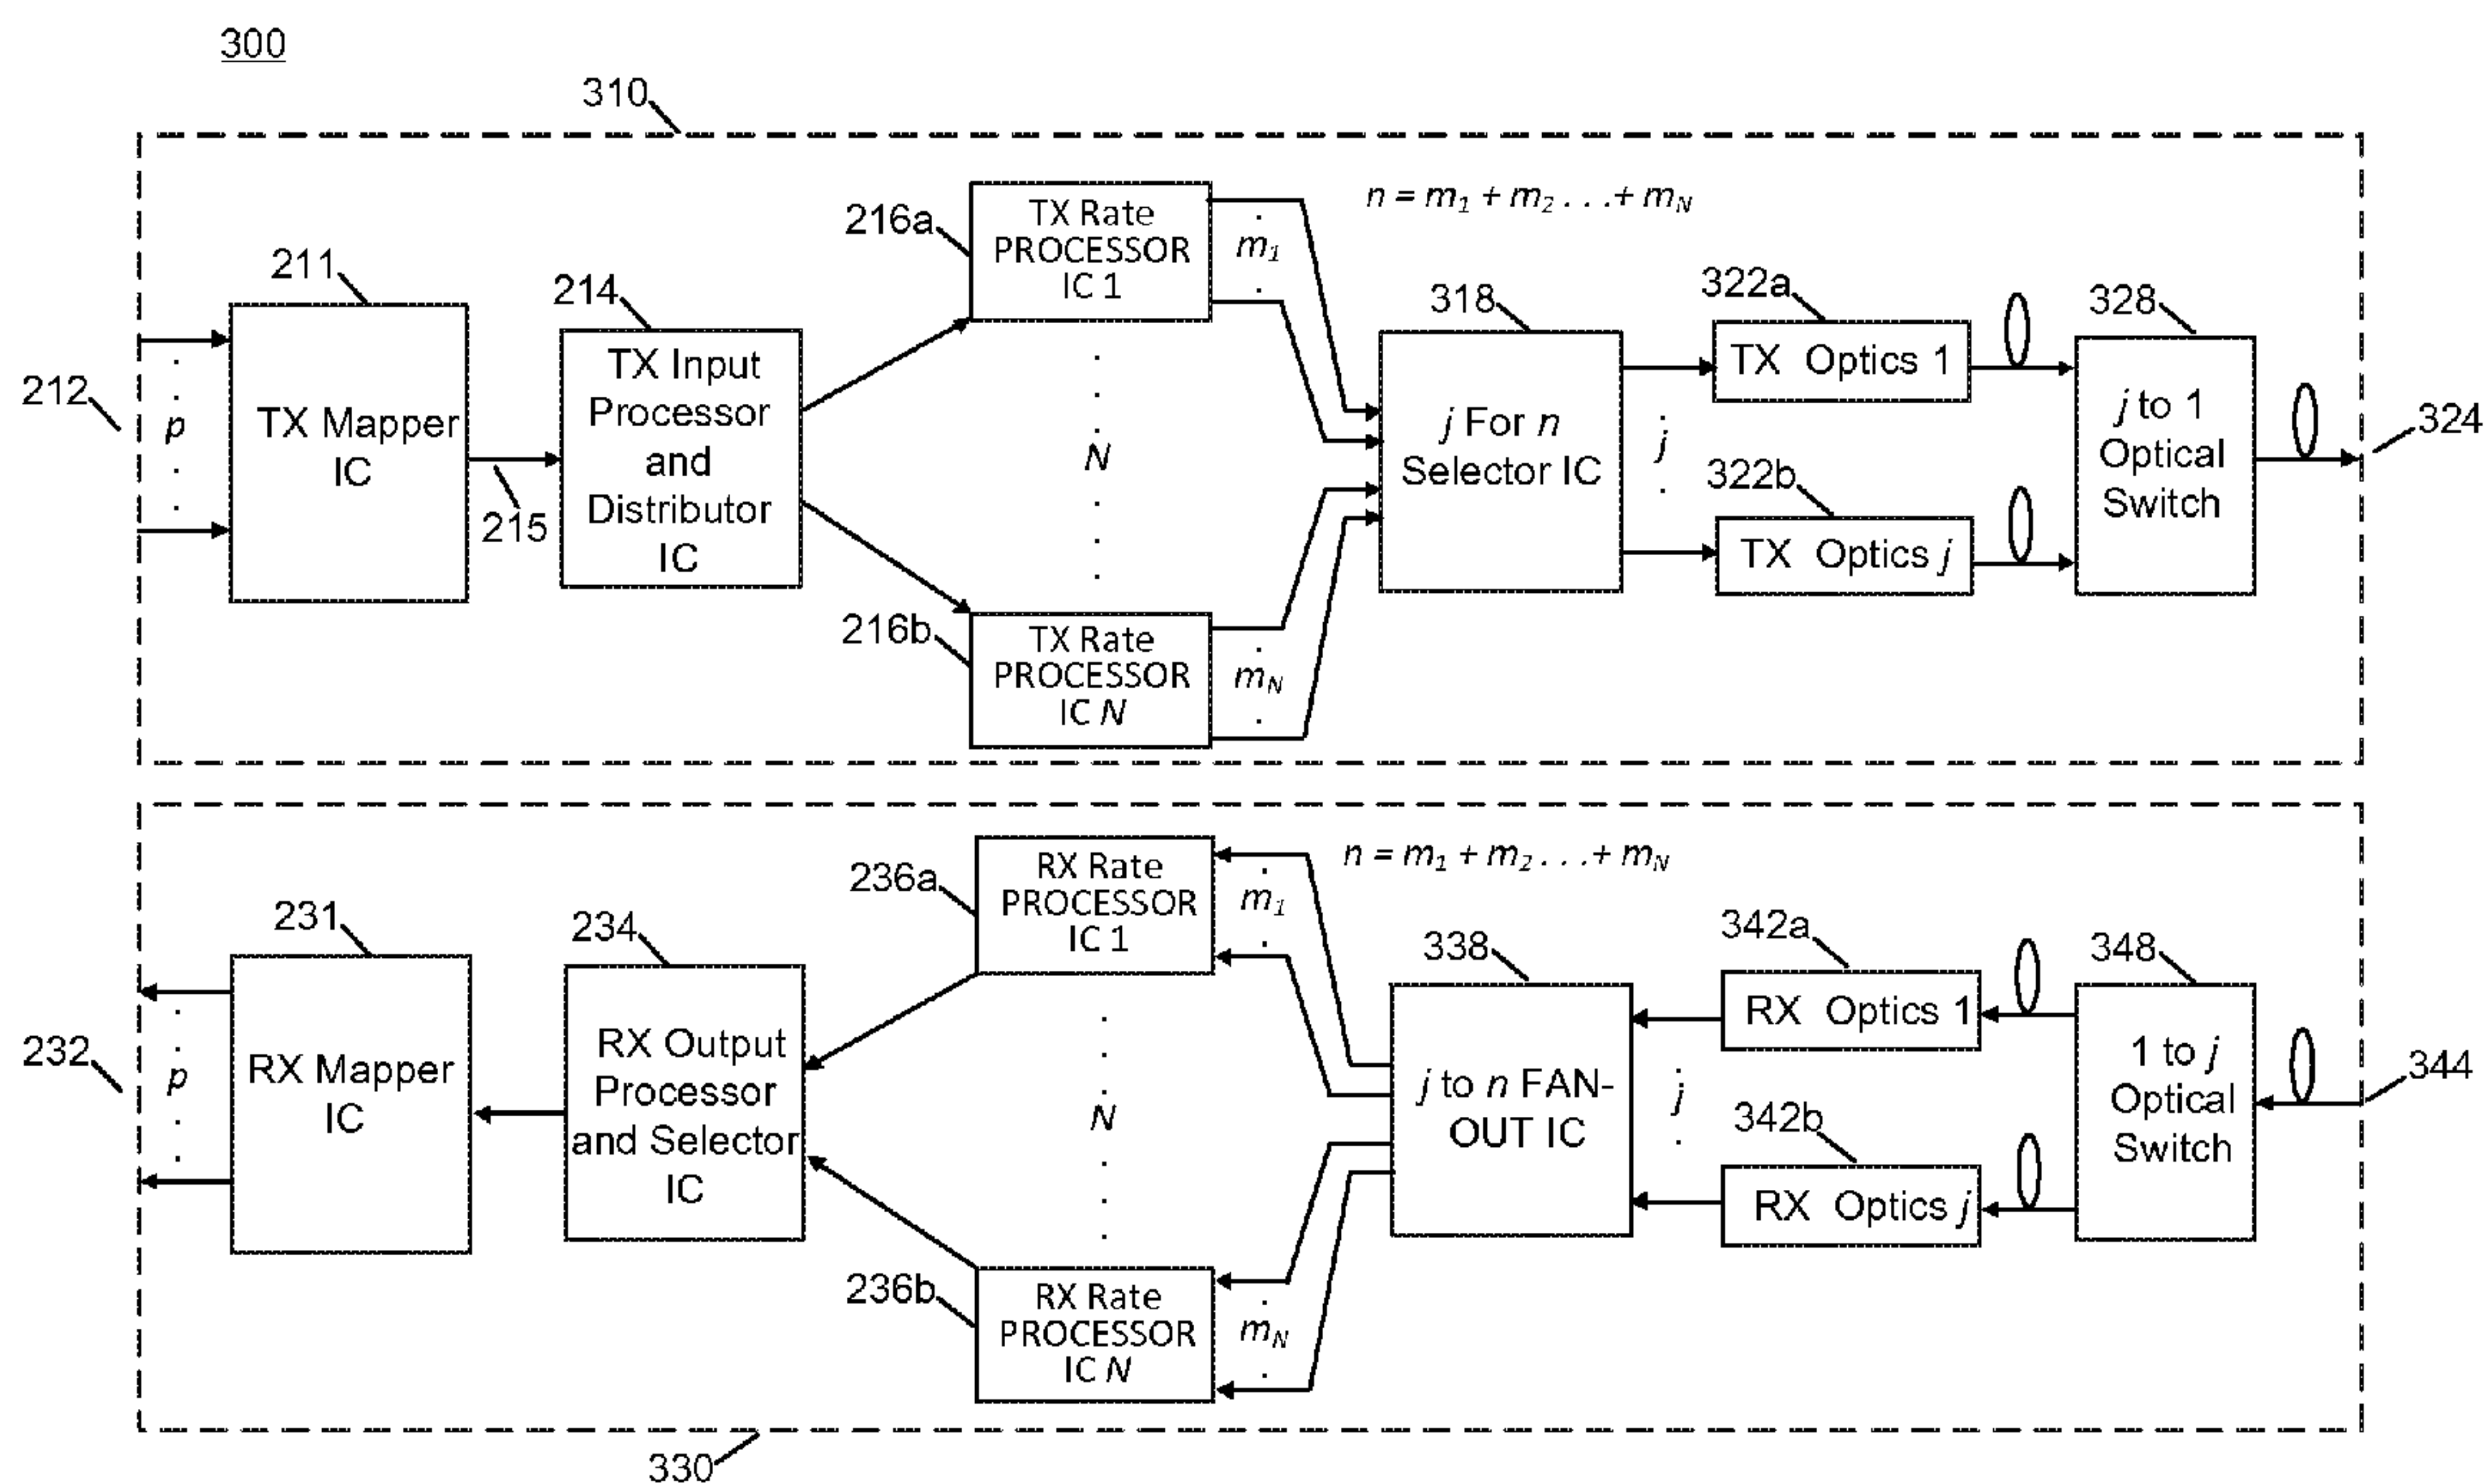 300
310
216a
TX Rate
PROCESSOR
IC 1
m1
n = m1 + m2 . . .+ mN
211
214
318
322a
328
212
p
TX Mapper
IC
215
TX Input
Processor
and
Distributor
IC
N
j For n
Selector IC
TX Optics 1
j
322b
TX Optics j
j to 1
Optical
Switch
324
216b
TX Rate
PROCESSOR
IC N
mN
236a
RX Rate
PROCESSOR
IC 1
m1
n = m1 + m2 . . .+ mN
231
234
338
342a
348
232
p
RX Mapper
IC
RX Output
Processor
and Selector
IC
N
j to n FAN-
OUT IC
RX Optics 1
j
342b
RX Optics j
1 to j
Optical
Switch
344
236b
RX Rate
PROCESSOR
IC N
mN
330